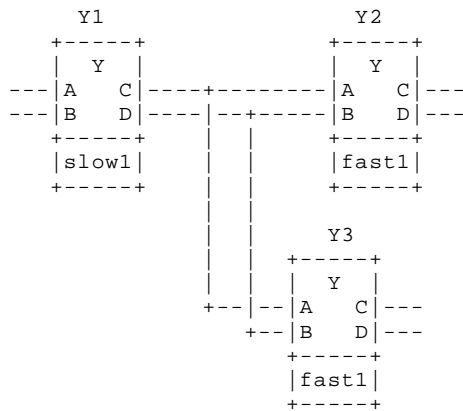 Y1 Y2
Y Y
A C A C
B D B D
slow1 fast1
Y3
Y
A C
B D
fast1